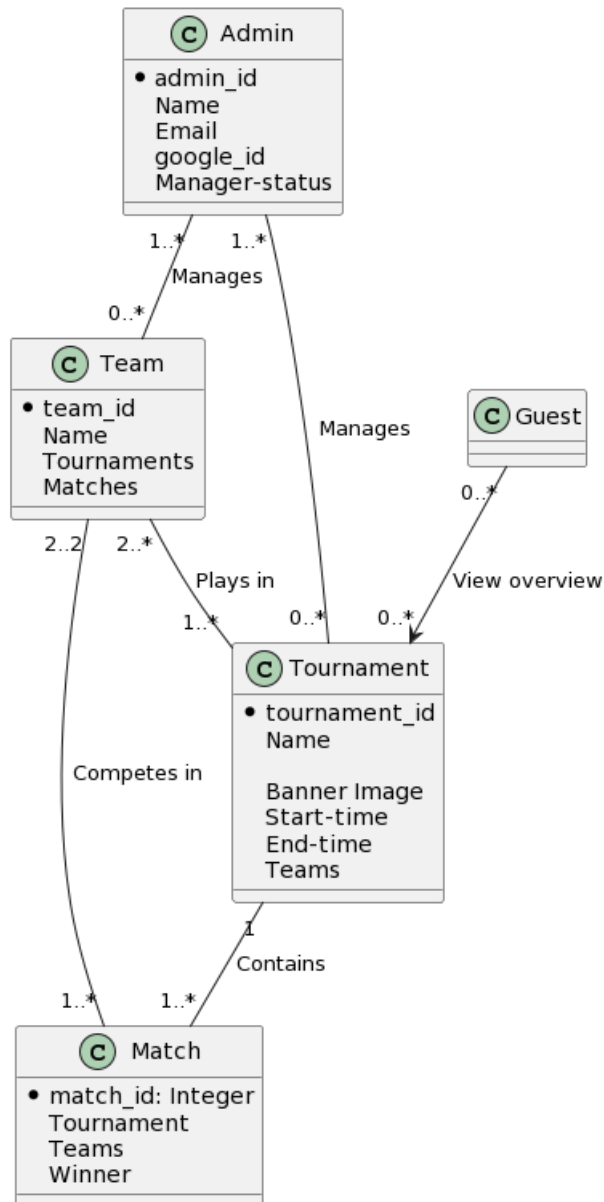 C Admin
admin_id
Name
Email
google_id
Manager-status
1..* 1..*
Manages
0..*
C Team
team_id
Name
Tournaments
Matches
C Guest
Manages
2..2 2..*
0..*
Plays in
View overview
1..* 0..* 0..*
C Tournament
tournament_id
Name
Banner Image
Start-time
End-time
Teams
Competes in
1
Contains
1..* 1..*
C Match
match_id: Integer
Tournament
Teams
Winner